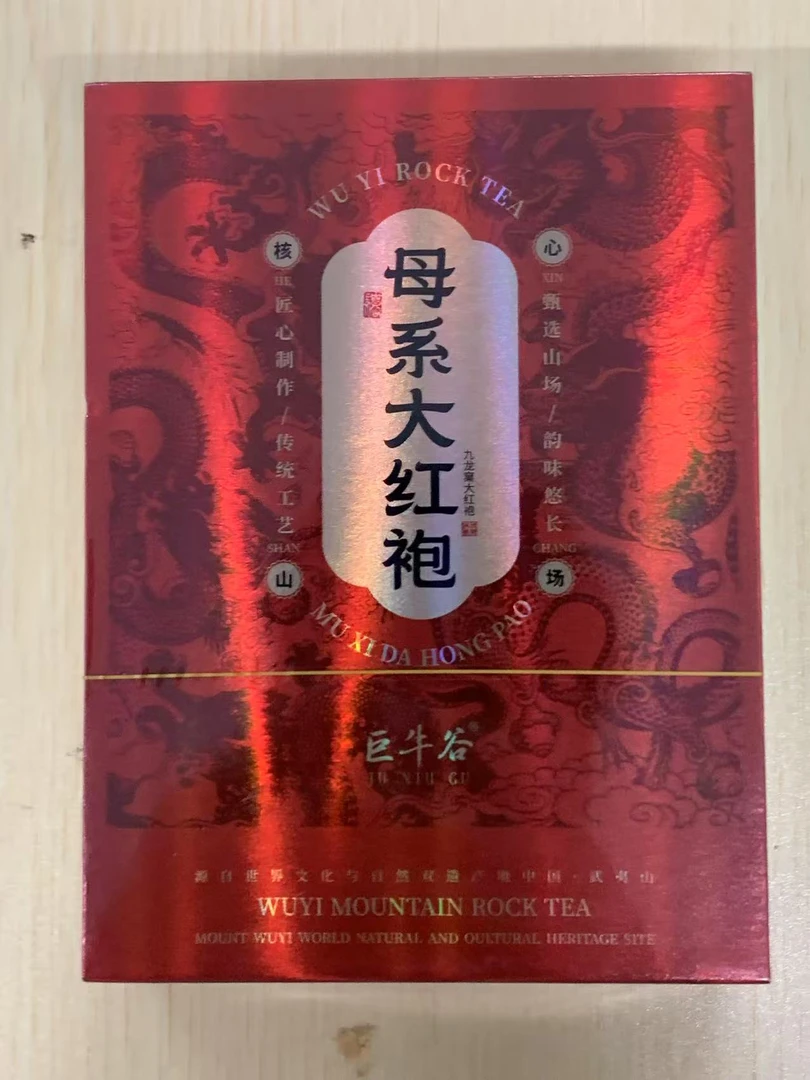 WU YI ROCK TEA
核
HE
匠心制作/传统工艺
SHAN
山
母系大红袍
九龙窠大红袍
心
XIN
甄选山场/韵味悠长
CHANG
场
MU XI DA HONG PAO
巨牛谷
JU NIU GU
源自世界文化与自然双遗产地中国·武夷山
WUYI MOUNTAIN ROCK TEA
MOUNT WUYI WORLD NATURAL AND OULTURAL HERITAGE SITE